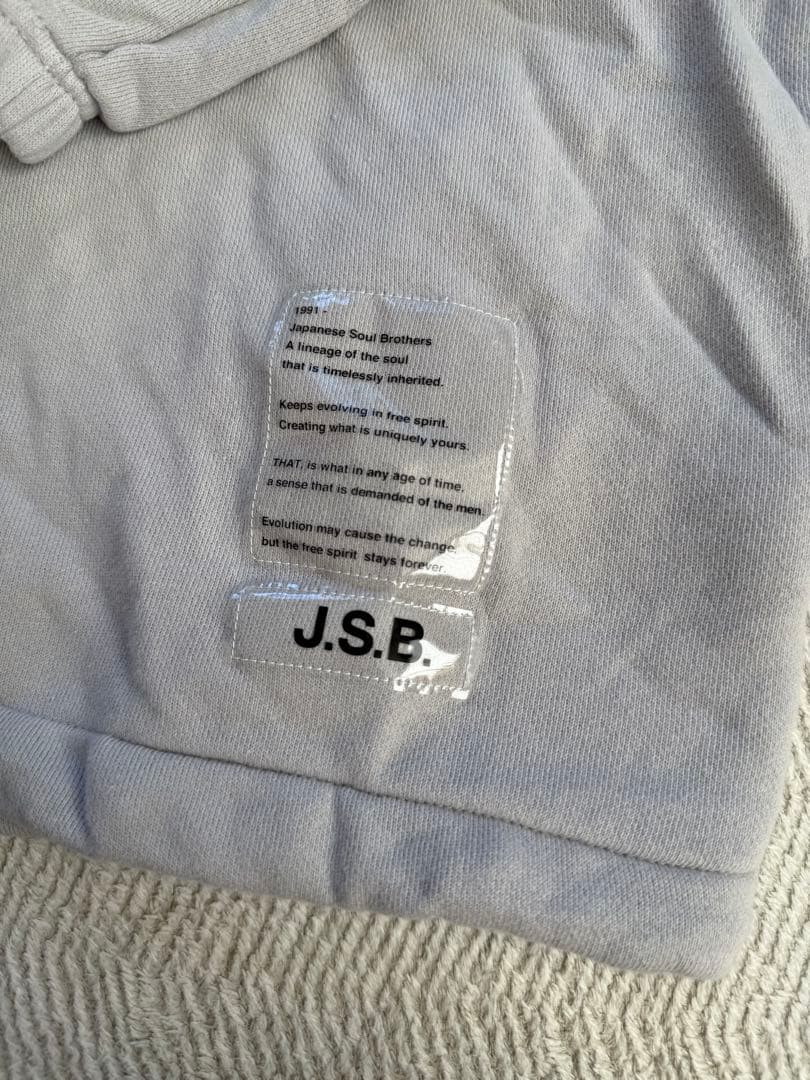 1991 -
Japanese Soul Brothers
A lineage of the soul
that is timelessly inherited.
Keeps evolving in free spirit.
Creating what is uniquely yours.
THAT, is what in any age of time,
a sense that is demanded of the men.
Evolution may cause the change,
but the free spirit stays forever.
J.S.B.